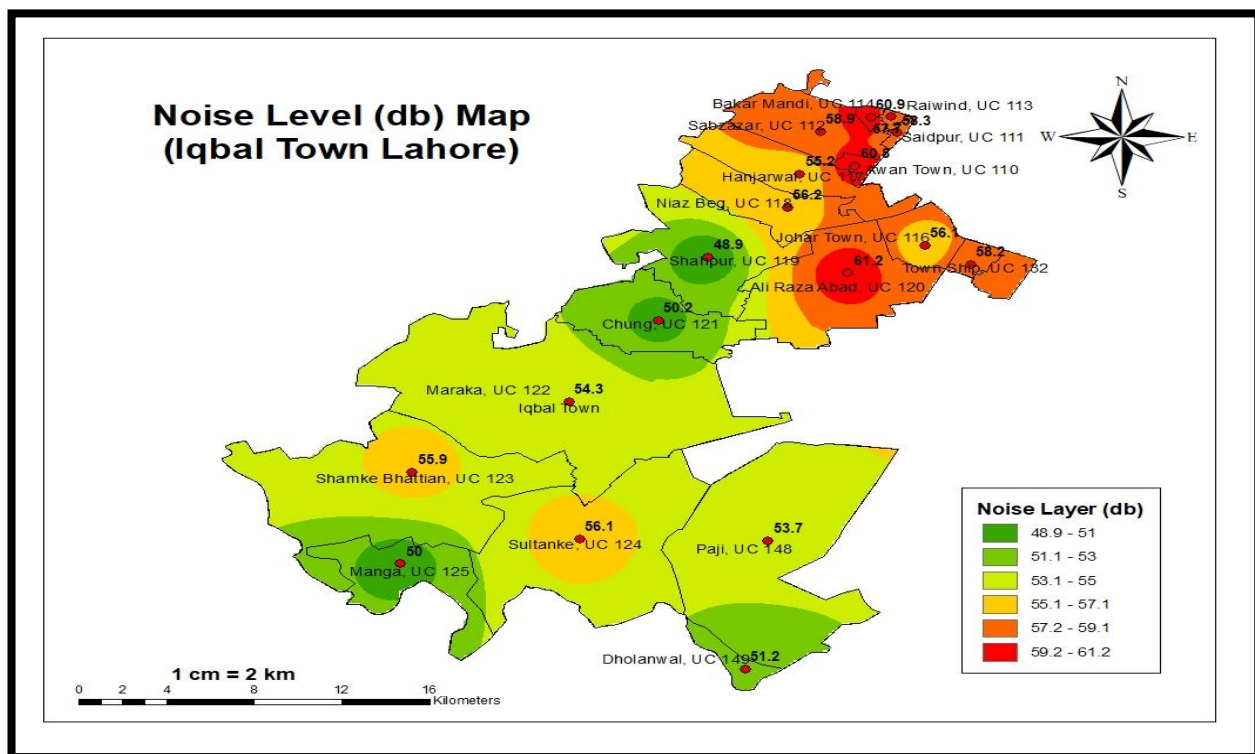 Noise Level (db) Map
(Iqbal Town Lahore)
N
W
E
S
Bakar Mandi, UC 114
60.9
Raiwind, UC 113
Sabzazar, UC 112
58.9
57.7
58.3
Saidpur, UC 111
60.8
Awan Town, UC 110
55.2
Hanjarwal, UC 117
56.2
Niaz Beg, UC 118
Johar Town, UC 116
56.1
48.9
Shahpur, UC 119
58.2
Town Ship, UC 132
61.2
Ali Raza Abad, UC 120
50.2
Chung, UC 121
Maraka, UC 122
54.3
Iqbal Town
55.9
Shamke Bhattian, UC 123
56.1
Sultanke, UC 124
53.7
Paji, UC 148
50
Manga, UC 125
Dholanwal, UC 149
51.2
Noise Layer (db)
48.9 - 51
51.1 - 53
53.1 - 55
55.1 - 57.1
57.2 - 59.1
59.2 - 61.2
1 cm = 2 km
0 2 4 8 12 16
Kilometers